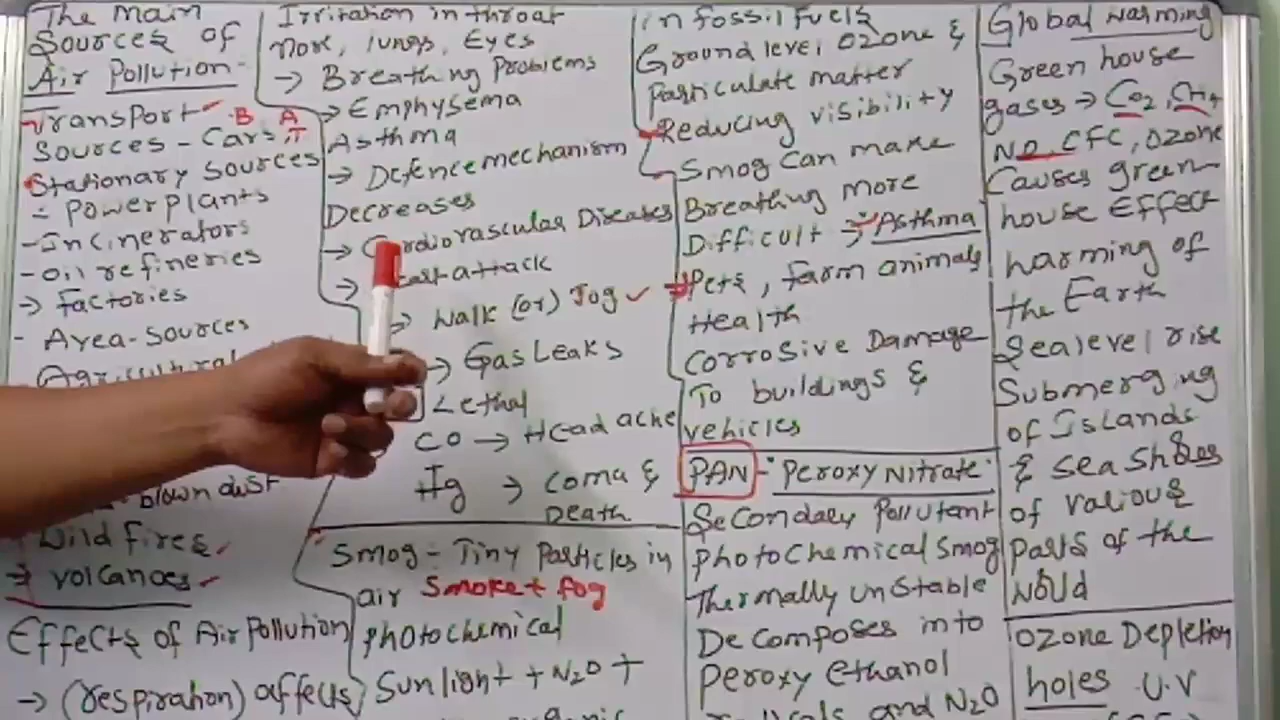 The Main
Sources of
Air Pollution-
Transport B A
Sources - Cars, T
Stationary Sources
- Power plants
- Incinerators
- Oil refineries
→ factories
- Area-sources
Agricultural
blown dust
Wild fires
→ volcanoes
Effects of Air Pollution
→ (respiration) affects
Irritation in throat
Nose, lungs, Eyes
→ Breathing Problems
→ Emphysema
Asthma
→ Defence mechanism
Decreases
→ Cardiovascular Diseases
→ attack
→ Walk (or) Jog
→ Gas Leaks
Lethal
CO → Headache
Hg → Coma &
Death
Smog - Tiny Particles in
air Smoke + fog
Photochemical
Sunlight + N2O +
in fossil fuels
Ground level Ozone &
Particulate matter
Reducing visibility
Smog Can make
Breathing more
Difficult → Asthma
Pets, farm animals
Health
Corrosive Damage
To buildings &
vehicles
PAN - "Peroxy Nitrate"
Secondary Pollutant
Photochemical Smog
Thermally unstable
Decomposes into
Peroxy ethanol
and N2O
Global warming
Green house
gases → CO2, CH4
NO CFC, Ozone
Causes green
house Effect
harming of
the Earth
Sealevel rise
Submerging
of Islands
& sea shores
of various
parts of the
World
Ozone Depletion
holes U.V